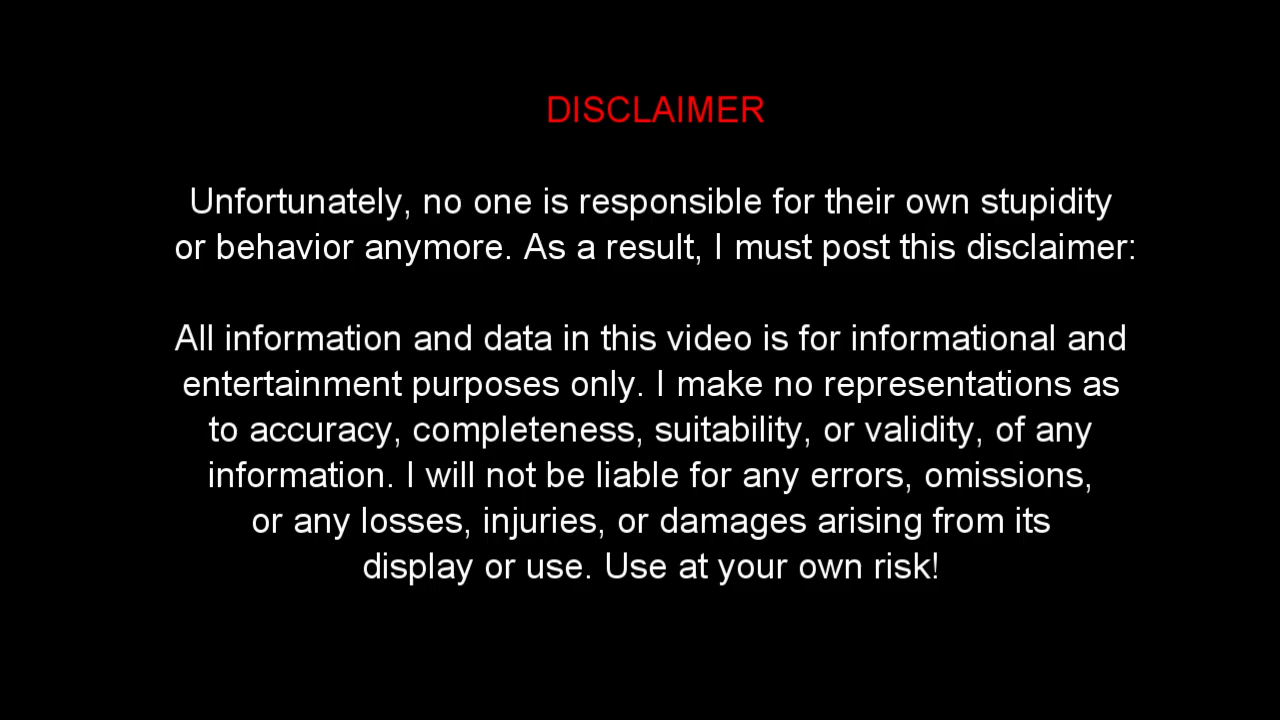 DISCLAIMER
Unfortunately, no one is responsible for their own stupidity
or behavior anymore. As a result, I must post this disclaimer:
All information and data in this video is for informational and
entertainment purposes only. I make no representations as
to accuracy, completeness, suitability, or validity, of any
information. I will not be liable for any errors, omissions,
or any losses, injuries, or damages arising from its
display or use. Use at your own risk!